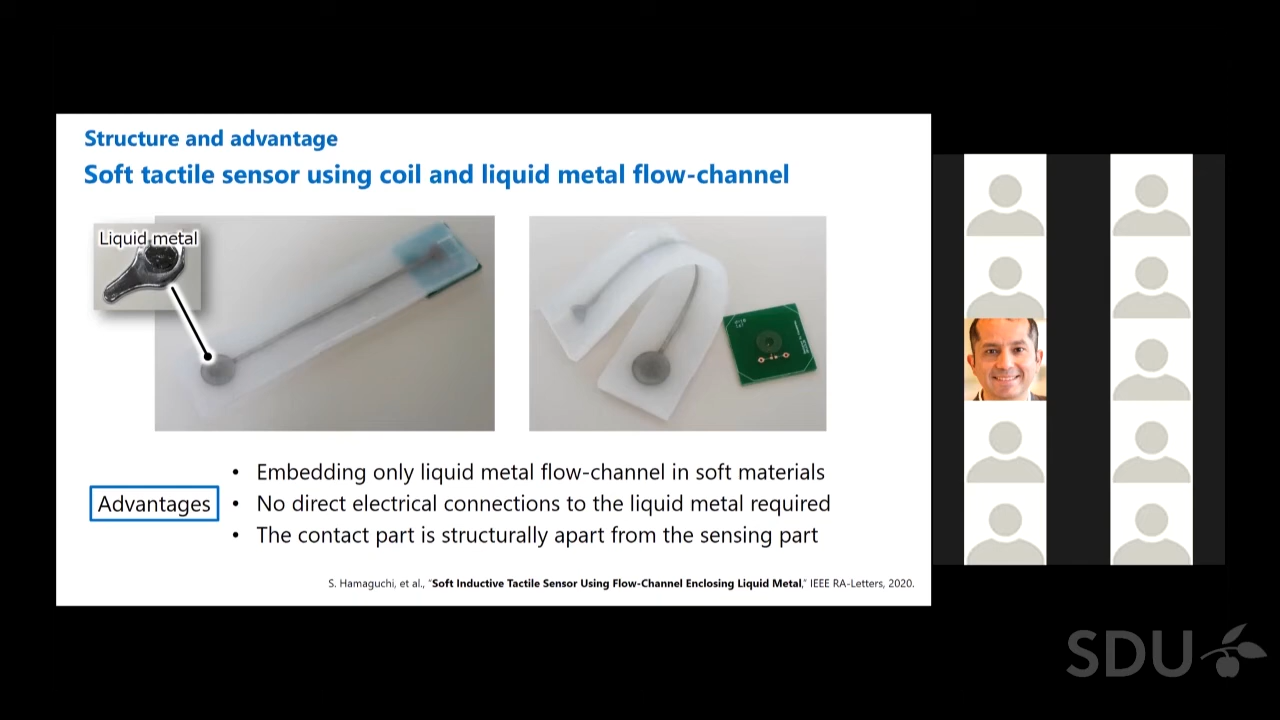 Structure and advantage
Soft tactile sensor using coil and liquid metal flow-channel
Liquid metal
Advantages
• Embedding only liquid metal flow-channel in soft materials
• No direct electrical connections to the liquid metal required
• The contact part is structurally apart from the sensing part
S. Hamaguchi, et al., “Soft Inductive Tactile Sensor Using Flow-Channel Enclosing Liquid Metal,” IEEE RA-Letters, 2020.
SDU